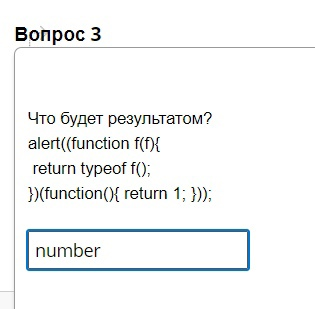 Вопрос 3
Что будет результатом?
alert((function f(f){
return typeof f();
})(function(){ return 1; }));
number